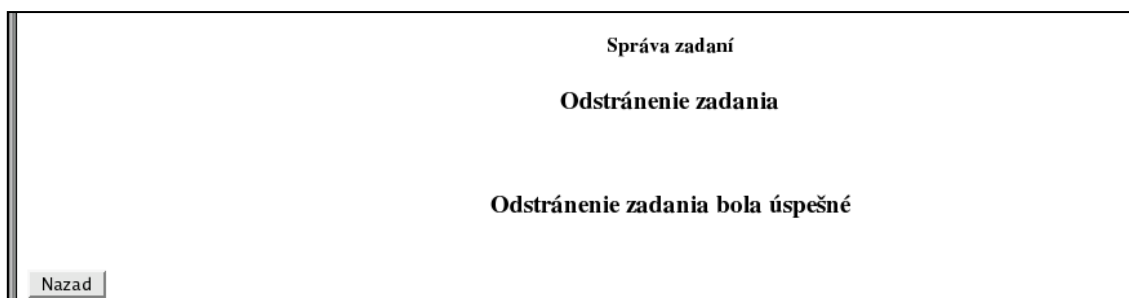 Správa zadaní
Odstránenie zadania
Odstránenie zadania bola úspešné
Nazad